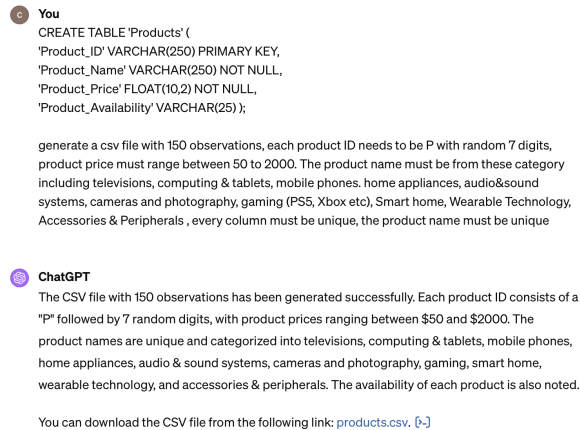 C
You
CREATE TABLE 'Products' (
'Product_ID' VARCHAR(250) PRIMARY KEY,
'Product_Name' VARCHAR(250) NOT NULL,
'Product_Price' FLOAT(10,2) NOT NULL,
'Product_Availability' VARCHAR(25) );
generate a csv file with 150 observations, each product ID needs to be P with random 7 digits,
product price must range between 50 to 2000. The product name must be from these category
including televisions, computing & tablets, mobile phones. home appliances, audio&sound
systems, cameras and photography, gaming (PS5, Xbox etc), Smart home, Wearable Technology,
Accessories & Peripherals , every column must be unique, the product name must be unique
ChatGPT
The CSV file with 150 observations has been generated successfully. Each product ID consists of a
"P" followed by 7 random digits, with product prices ranging between $50 and $2000. The
product names are unique and categorized into televisions, computing & tablets, mobile phones,
home appliances, audio & sound systems, cameras and photography, gaming, smart home,
wearable technology, and accessories & peripherals. The availability of each product is also noted.
You can download the CSV file from the following link: products.csv. [>-]